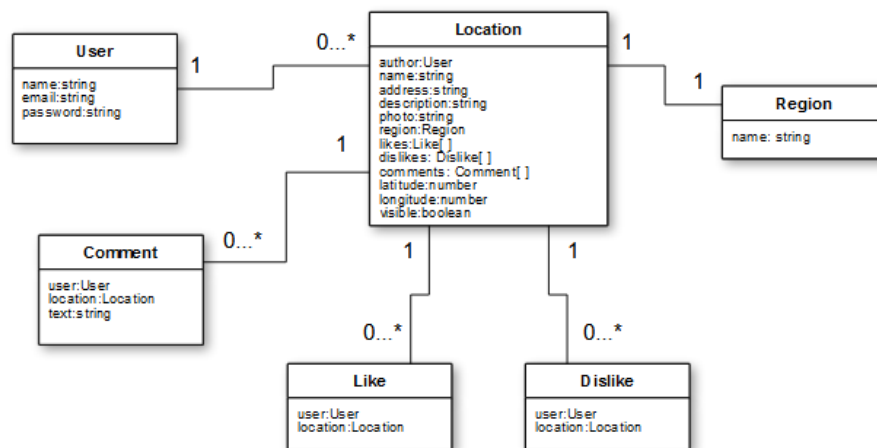 User
name:string
email:string
password:string
1
0...*
Location
author:User
name:string
address:string
description:string
photo:string
region:Region
likes:Like[ ]
dislikes: Dislike[ ]
comments: Comment[ ]
latitude:number
longitude:number
visible:boolean
1
1
Region
name: string
1
0...*
Comment
user:User
location:Location
text:string
1
0...*
Like
user:User
location:Location
1
0...*
Dislike
user:User
location:Location